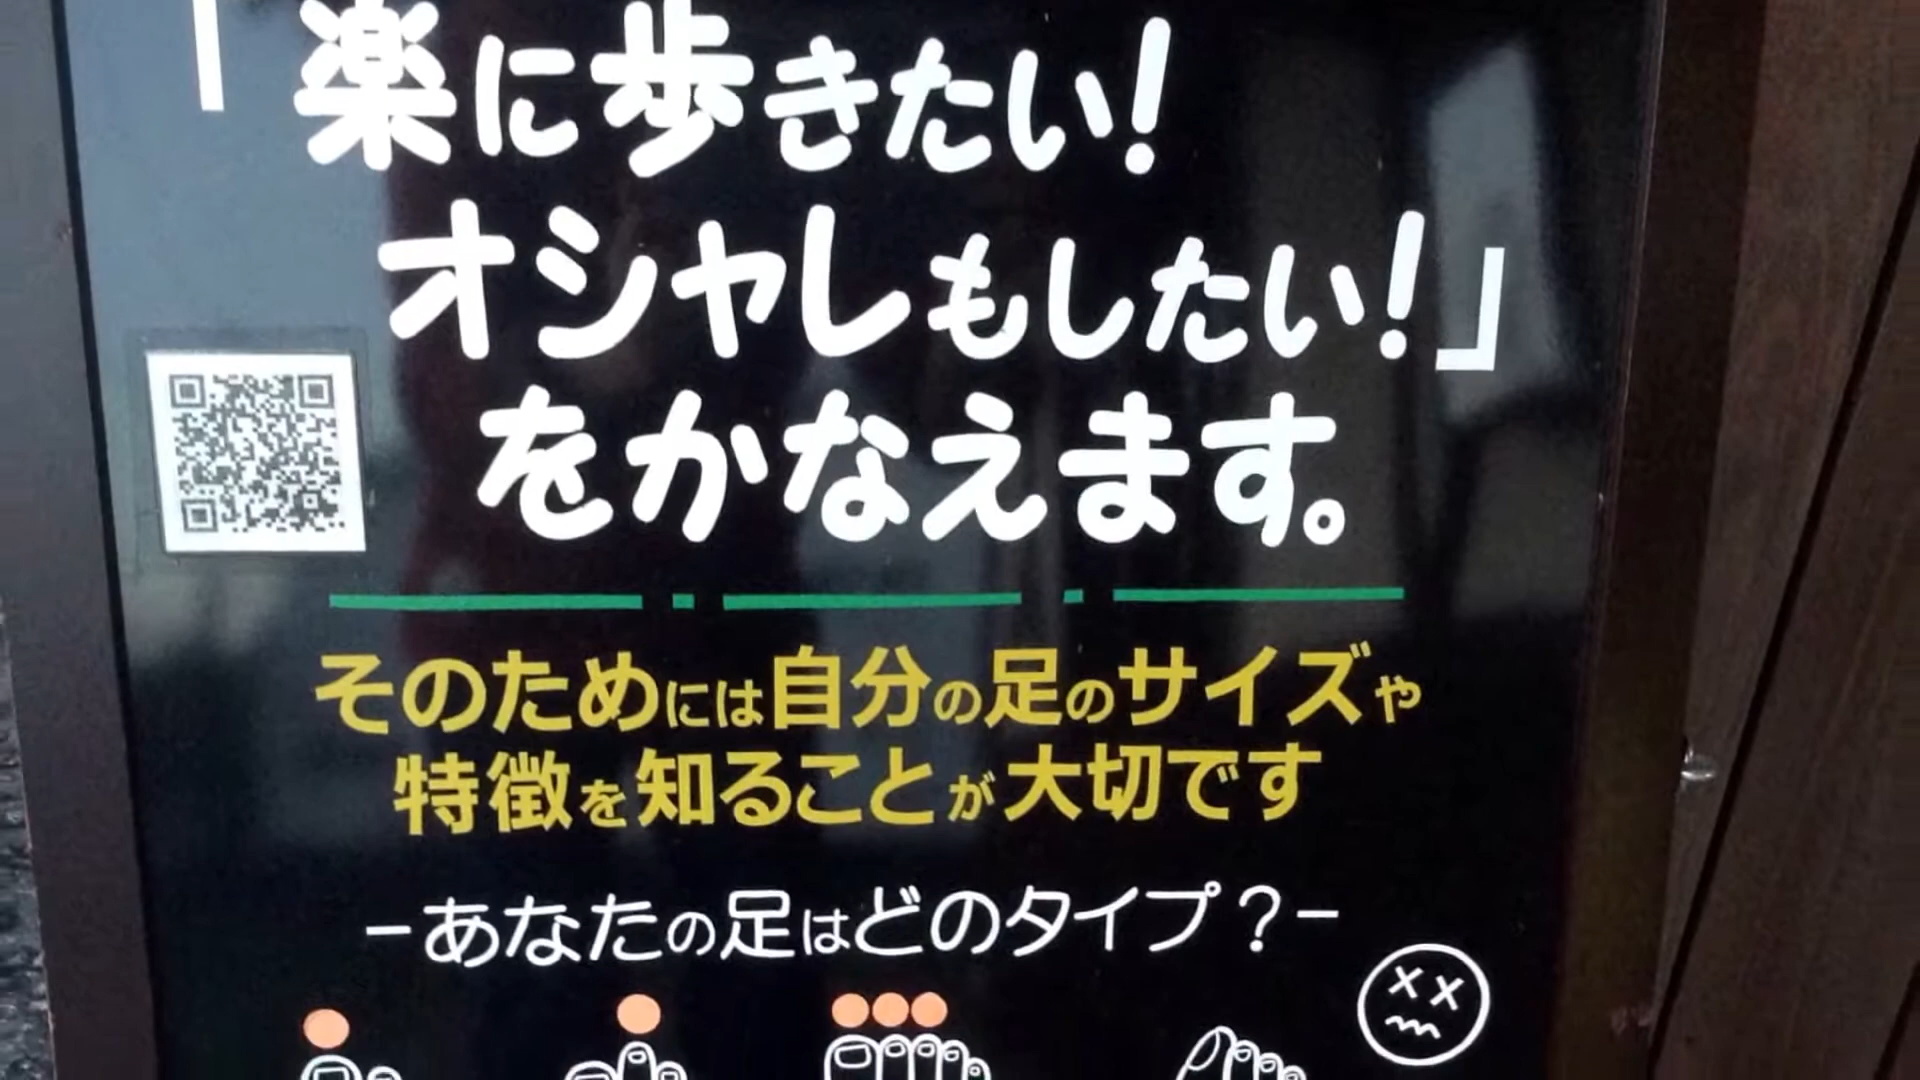 「楽に歩きたい!
オシャレもしたい!」
をかなえます。
そのためには自分の足のサイズや
特徴を知ることが大切です
-あなたの足はどのタイプ?-